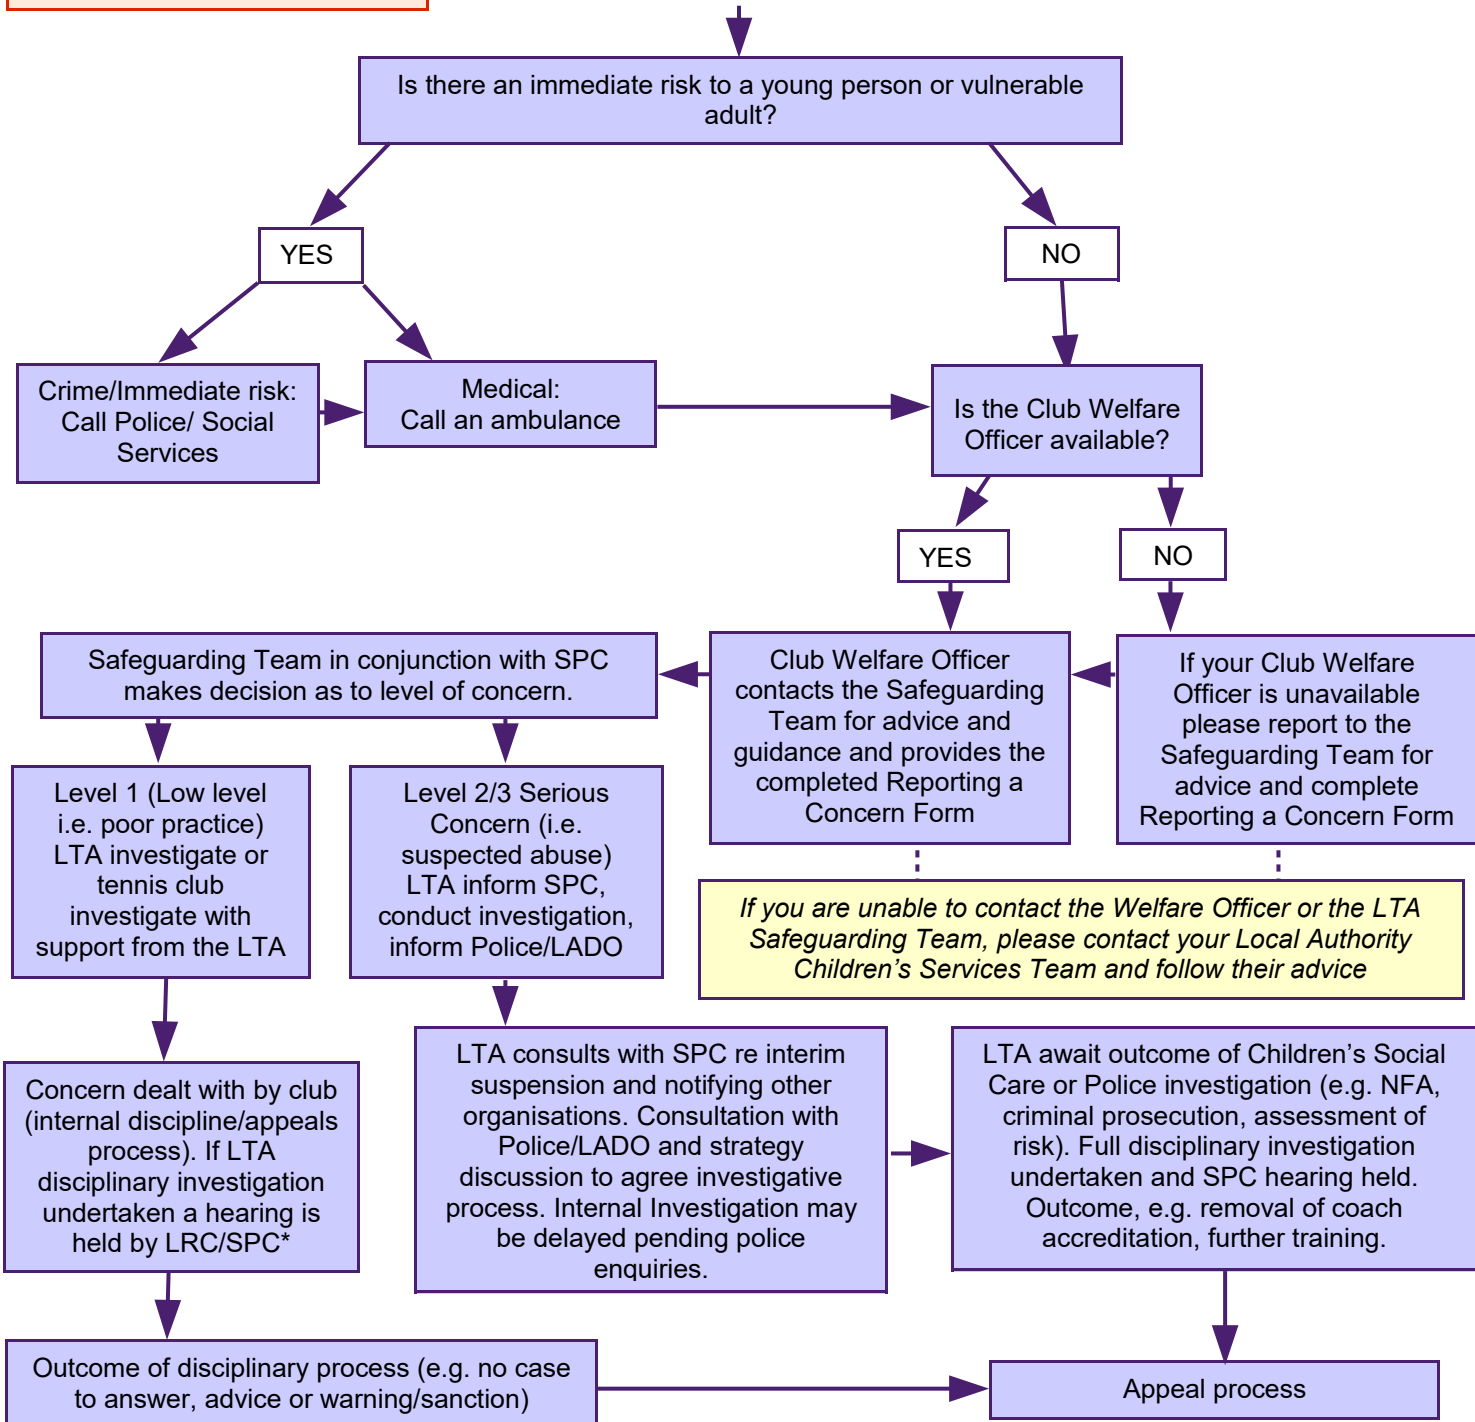 Is there an immediate risk to a young person or vulnerable
adult?
YES
NO
Crime/Immediate risk:
Call Police/ Social
Services
Medical:
Call an ambulance
Is the Club Welfare
Officer available?
YES
NO
Safeguarding Team in conjunction with SPC
makes decision as to level of concern.
Club Welfare Officer
contacts the Safeguarding
Team for advice and
guidance and provides the
completed Reporting a
Concern Form
If your Club Welfare
Officer is unavailable
please report to the
Safeguarding Team for
advice and complete
Reporting a Concern Form
Level 1 (Low level
i.e. poor practice)
LTA investigate or
tennis club
investigate with
support from the LTA
Level 2/3 Serious
Concern (i.e.
suspected abuse)
LTA inform SPC,
conduct investigation,
inform Police/LADO
If you are unable to contact the Welfare Officer or the LTA
Safeguarding Team, please contact your Local Authority
Children’s Services Team and follow their advice
Concern dealt with by club
(internal discipline/appeals
process). If LTA
disciplinary investigation
undertaken a hearing is
held by LRC/SPC*
LTA consults with SPC re interim
suspension and notifying other
organisations. Consultation with
Police/LADO and strategy
discussion to agree investigative
process. Internal Investigation may
be delayed pending police
enquiries.
LTA await outcome of Children’s Social
Care or Police investigation (e.g. NFA,
criminal prosecution, assessment of
risk). Full disciplinary investigation
undertaken and SPC hearing held.
Outcome, e.g. removal of coach
accreditation, further training.
Outcome of disciplinary process (e.g. no case
to answer, advice or warning/sanction)
Appeal process